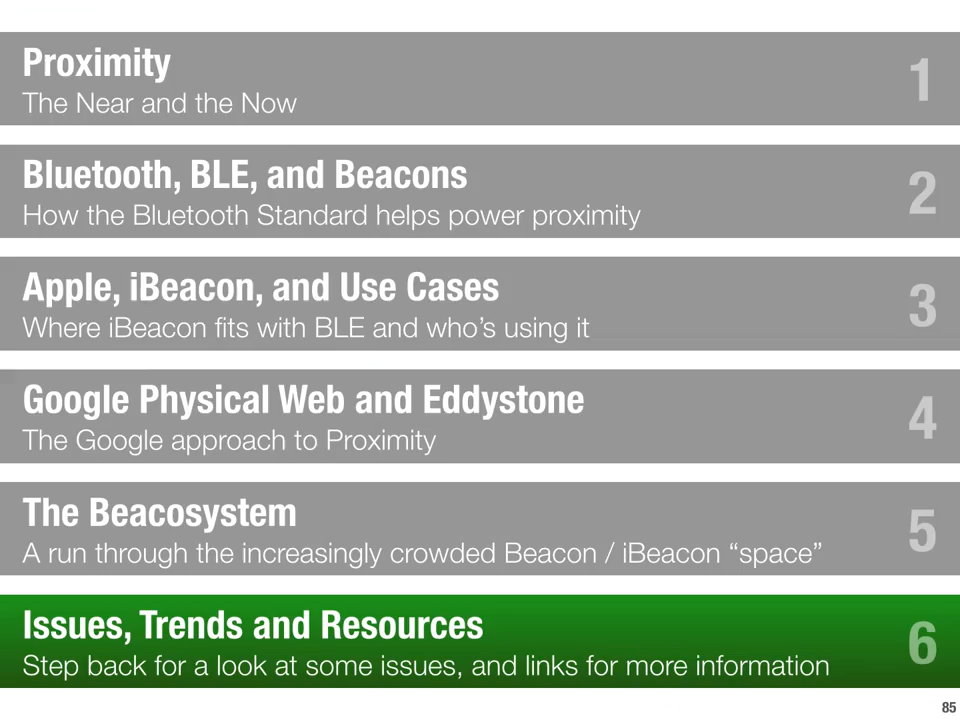 Proximity
The Near and the Now
1
Bluetooth, BLE, and Beacons
How the Bluetooth Standard helps power proximity
2
Apple, iBeacon, and Use Cases
Where iBeacon fits with BLE and who’s using it
3
Google Physical Web and Eddystone
The Google approach to Proximity
4
The Beacosystem
A run through the increasingly crowded Beacon / iBeacon “space”
5
Issues, Trends and Resources
Step back for a look at some issues, and links for more information
6
85